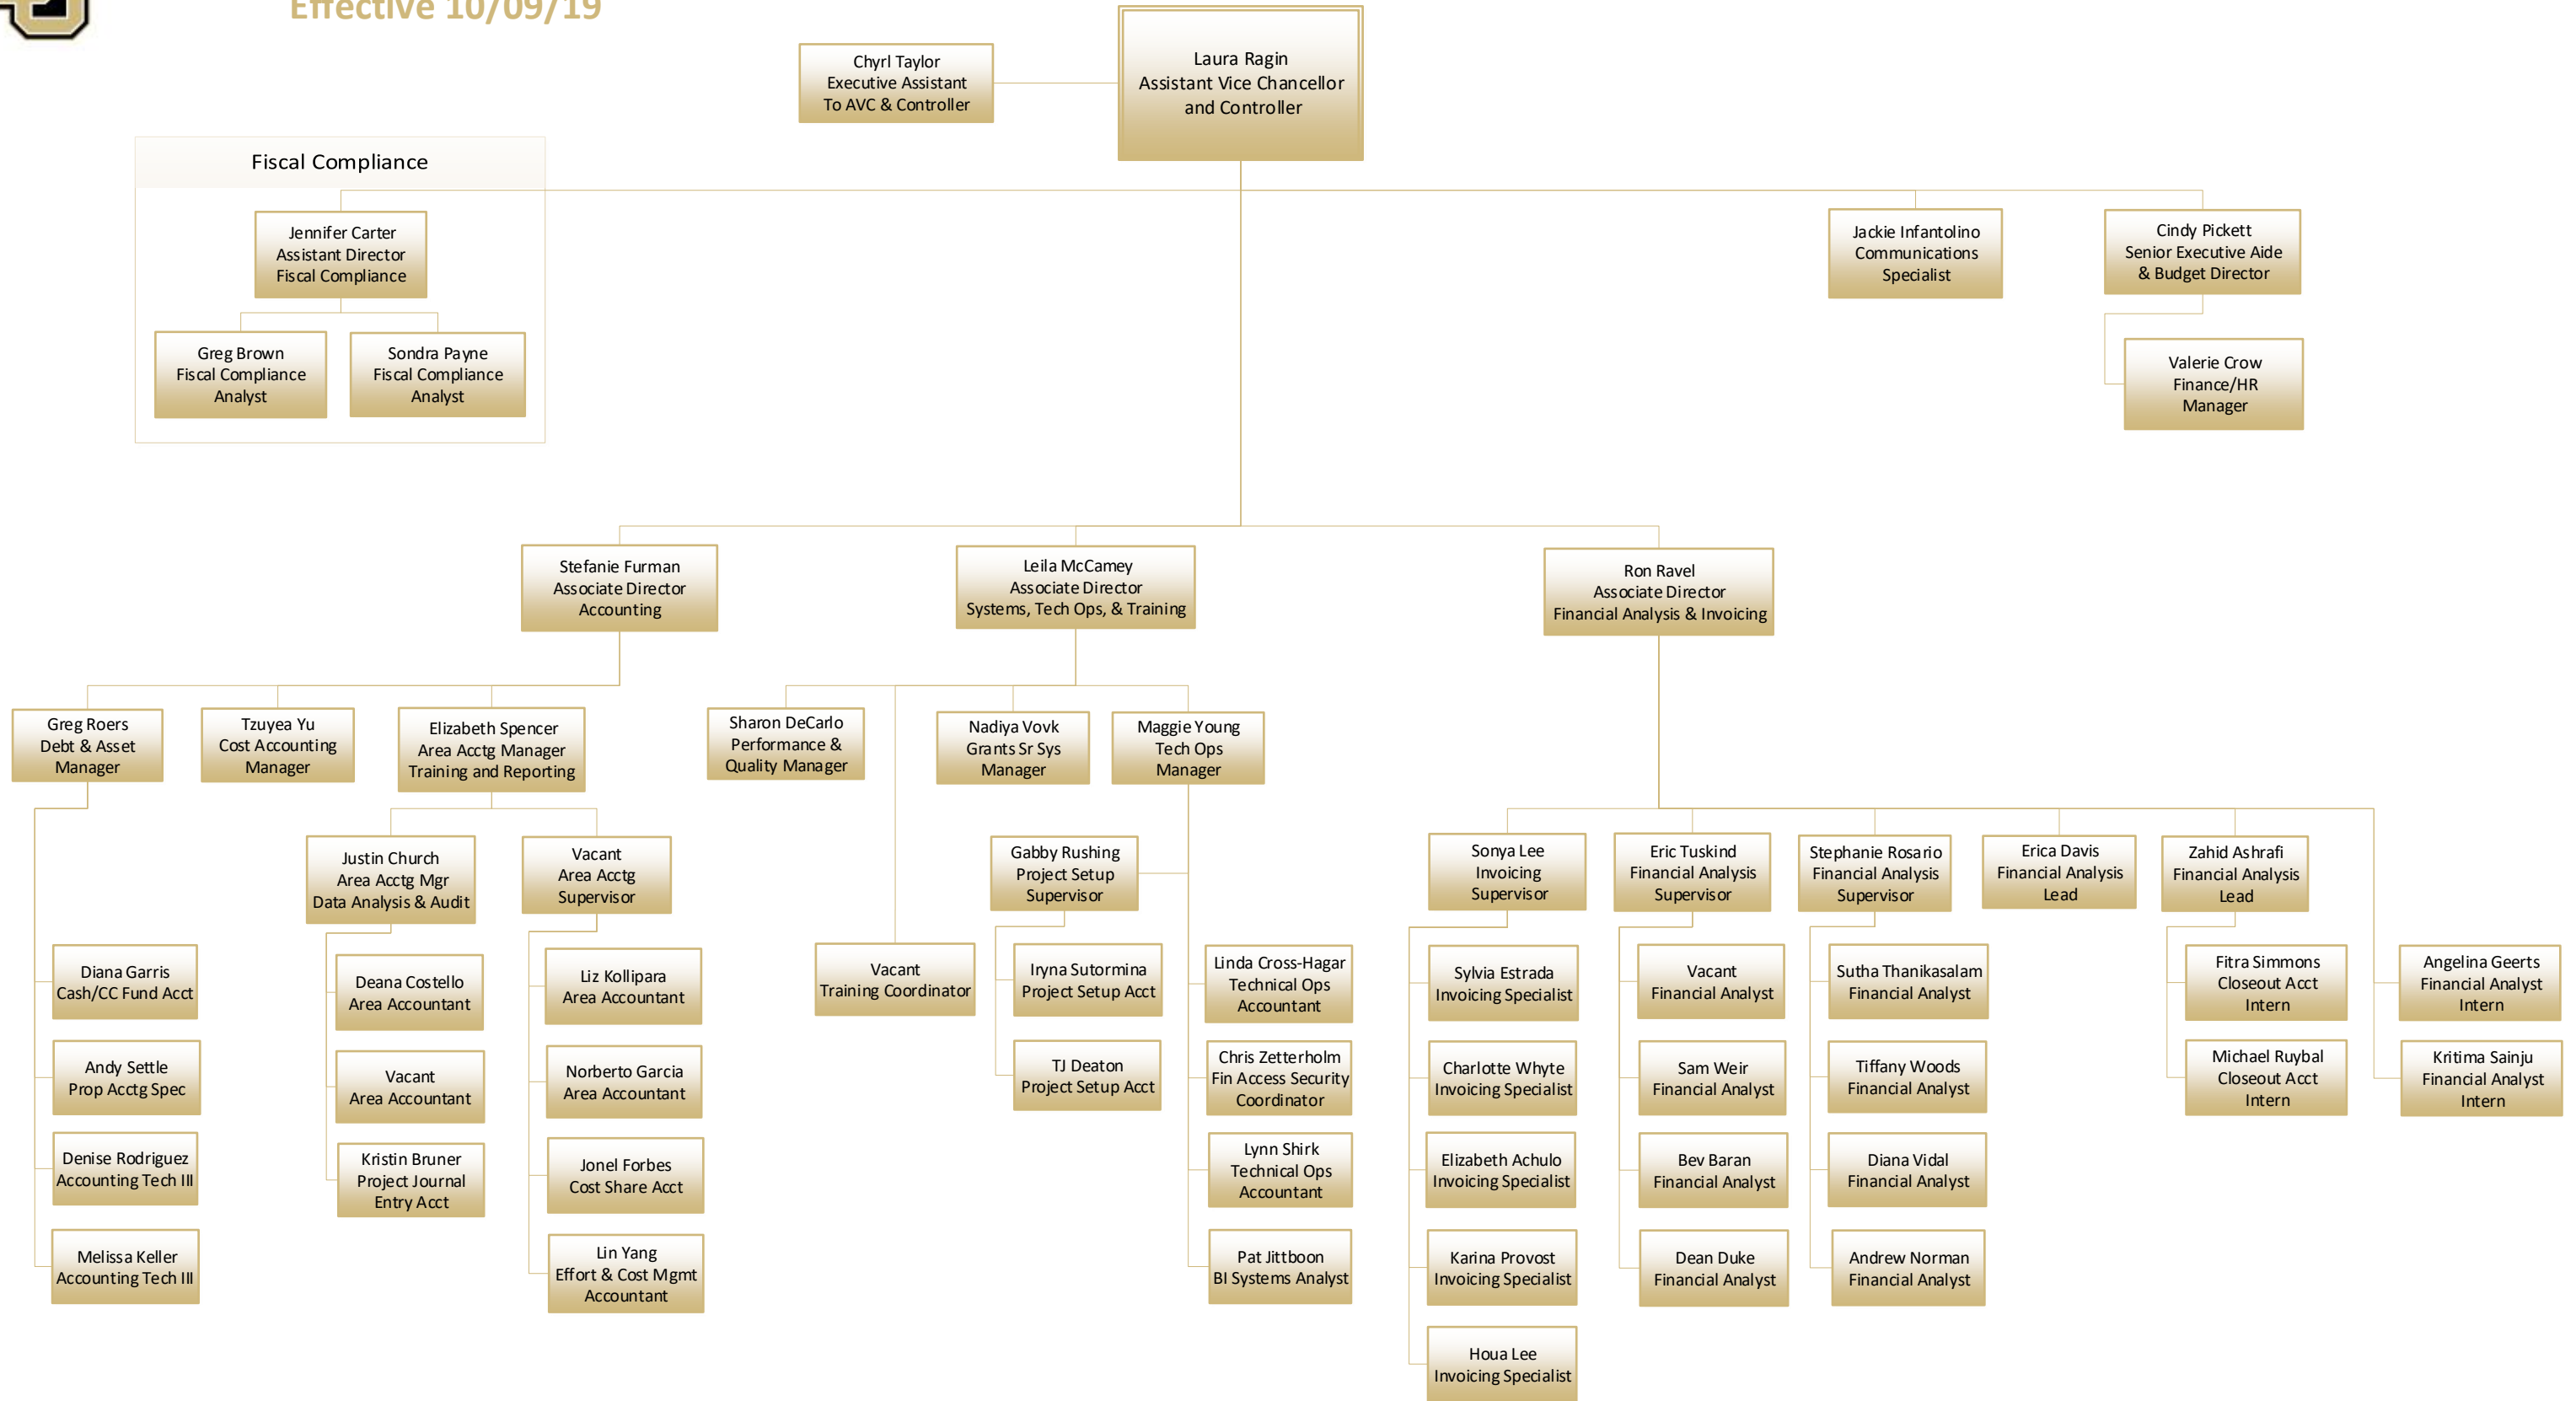 Effective 10/09/19
Laura Ragin
Assistant Vice Chancellor
and Controller
Chyrl Taylor
Executive Assistant
To AVC & Controller
Fiscal Compliance
Jennifer Carter
Assistant Director
Fiscal Compliance
Greg Brown
Fiscal Compliance
Analyst
Sondra Payne
Fiscal Compliance
Analyst
Jackie Infantolino
Communications
Specialist
Cindy Pickett
Senior Executive Aide
& Budget Director
Valerie Crow
Finance/HR
Manager
Stefanie Furman
Associate Director
Accounting
Leila McCamey
Associate Director
Systems, Tech Ops, & Training
Ron Ravel
Associate Director
Financial Analysis & Invoicing
Greg Roers
Debt & Asset
Manager
Tzuyea Yu
Cost Accounting
Manager
Elizabeth Spencer
Area Acctg Manager
Training and Reporting
Sharon DeCarlo
Performance &
Quality Manager
Nadiya Vovk
Grants Sr Sys
Manager
Maggie Young
Tech Ops
Manager
Justin Church
Area Acctg Mgr
Data Analysis & Audit
Vacant
Area Acctg
Supervisor
Gabby Rushing
Project Setup
Supervisor
Sonya Lee
Invoicing
Supervisor
Eric Tuskind
Financial Analysis
Supervisor
Stephanie Rosario
Financial Analysis
Supervisor
Erica Davis
Financial Analysis
Lead
Zahid Ashrafi
Financial Analysis
Lead
Diana Garris
Cash/CC Fund Acct
Andy Settle
Prop Acctg Spec
Denise Rodriguez
Accounting Tech III
Melissa Keller
Accounting Tech III
Deana Costello
Area Accountant
Vacant
Area Accountant
Kristin Bruner
Project Journal
Entry Acct
Liz Kollipara
Area Accountant
Norberto Garcia
Area Accountant
Jonel Forbes
Cost Share Acct
Lin Yang
Effort & Cost Mgmt
Accountant
Vacant
Training Coordinator
Iryna Sutormina
Project Setup Acct
TJ Deaton
Project Setup Acct
Linda Cross-Hagar
Technical Ops
Accountant
Chris Zetterholm
Fin Access Security
Coordinator
Lynn Shirk
Technical Ops
Accountant
Pat Jittboon
BI Systems Analyst
Sylvia Estrada
Invoicing Specialist
Charlotte Whyte
Invoicing Specialist
Elizabeth Achulo
Invoicing Specialist
Karina Provost
Invoicing Specialist
Houa Lee
Invoicing Specialist
Vacant
Financial Analyst
Sam Weir
Financial Analyst
Bev Baran
Financial Analyst
Dean Duke
Financial Analyst
Sutha Thanikasalam
Financial Analyst
Tiffany Woods
Financial Analyst
Diana Vidal
Financial Analyst
Andrew Norman
Financial Analyst
Fitra Simmons
Closeout Acct
Intern
Michael Ruybal
Closeout Acct
Intern
Angelina Geerts
Financial Analyst
Intern
Kritima Sainju
Financial Analyst
Intern